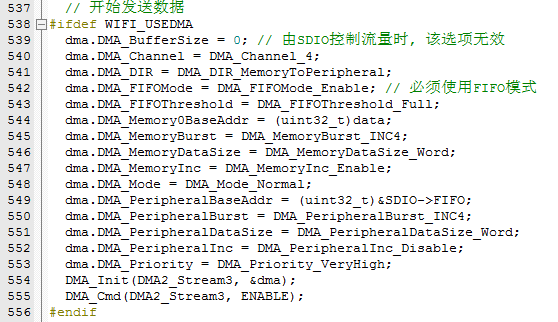 537 // 开始发送数据
538 #ifdef WIFI_USEDMA
539 dma.DMA_BufferSize = 0; // 由SDIO控制流量时, 该选项无效
540 dma.DMA_Channel = DMA_Channel_4;
541 dma.DMA_DIR = DMA_DIR_MemoryToPeripheral;
542 dma.DMA_FIFOMode = DMA_FIFOMode_Enable; // 必须使用FIFO模式
543 dma.DMA_FIFOThreshold = DMA_FIFOThreshold_Full;
544 dma.DMA_Memory0BaseAddr = (uint32_t)data;
545 dma.DMA_MemoryBurst = DMA_MemoryBurst_INC4;
546 dma.DMA_MemoryDataSize = DMA_MemoryDataSize_Word;
547 dma.DMA_MemoryInc = DMA_MemoryInc_Enable;
548 dma.DMA_Mode = DMA_Mode_Normal;
549 dma.DMA_PeripheralBaseAddr = (uint32_t)&SDIO->FIFO;
550 dma.DMA_PeripheralBurst = DMA_PeripheralBurst_INC4;
551 dma.DMA_PeripheralDataSize = DMA_PeripheralDataSize_Word;
552 dma.DMA_PeripheralInc = DMA_PeripheralInc_Disable;
553 dma.DMA_Priority = DMA_Priority_VeryHigh;
554 DMA_Init(DMA2_Stream3, &dma);
555 DMA_Cmd(DMA2_Stream3, ENABLE);
556 #endif